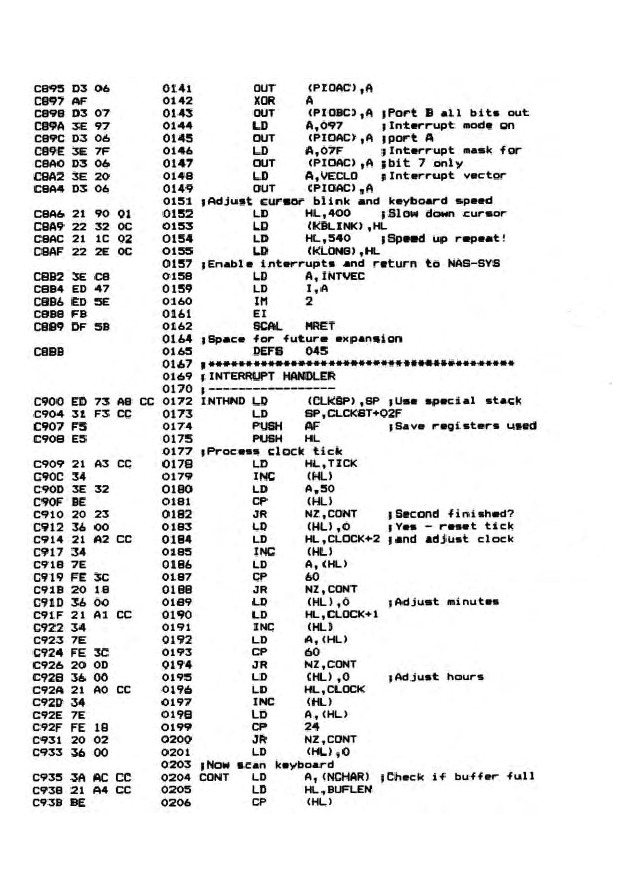 C895 D3 06       0141         OUT    (PIOAC),A
C897 AF          0142         XOR    A
C898 D3 07       0143         OUT    (PIOBC),A ;Port B all bits out
C89A 3E 97       0144         LD     A,097     ;Interrupt mode on
C89C D3 06       0145         OUT    (PIOAC),A ;port A
C89E 3E 7F       0146         LD     A,07F     ;Interrupt mask for
C8A0 D3 06       0147         OUT    (PIOAC),A ;bit 7 only
C8A2 3E 20       0148         LD     A,VECLO   ;Interrupt vector
C8A4 D3 06       0149         OUT    (PIOAC),A
                 0151 ;Adjust cursor blink and keyboard speed
C8A6 21 90 01    0152         LD     HL,400    ;Slow down cursor
C8A9 22 32 0C    0153         LD     (KBLINK),HL
C8AC 21 1C 02    0154         LD     HL,540    ;Speed up repeat!
C8AF 22 2E 0C    0155         LD     (KLONG),HL
                 0157 ;Enable interrupts and return to NAS-SYS
C8B2 3E C8       0158         LD     A,INTVEC
C8B4 ED 47       0159         LD     I,A
C8B6 ED 5E       0160         IM     2
C8B8 FB          0161         EI
C8B9 DF 5B       0162         SCAL   MRET
                 0164 ;Space for future expansion
C8BB             0165         DEFS   045
                 0167 ;******************************************
                 0169 ;INTERRUPT HANDLER
                 0170 ;-----------------
C900 ED 73 A8 CC 0172 INTHND LD     (CLKSP),SP ;Use special stack
C904 31 F3 CC    0173         LD     SP,CLCKST+02F
C907 F5          0174         PUSH   AF        ;Save registers used
C908 E5          0175         PUSH   HL
                 0177 ;Process clock tick
C909 21 A3 CC    0178         LD     HL,TICK
C90C 34          0179         INC    (HL)
C90D 3E 32       0180         LD     A,50
C90F BE          0181         CP     (HL)
C910 20 23       0182         JR     NZ,CONT   ;Second finished?
C912 36 00       0183         LD     (HL),0    ;Yes - reset tick
C914 21 A2 CC    0184         LD     HL,CLOCK+2 ;and adjust clock
C917 34          0185         INC    (HL)
C918 7E          0186         LD     A,(HL)
C919 FE 3C       0187         CP     60
C91B 20 18       0188         JR     NZ,CONT
C91D 36 00       0189         LD     (HL),0    ;Adjust minutes
C91F 21 A1 CC    0190         LD     HL,CLOCK+1
C922 34          0191         INC    (HL)
C923 7E          0192         LD     A,(HL)
C924 FE 3C       0193         CP     60
C926 20 0D       0194         JR     NZ,CONT
C928 36 00       0195         LD     (HL),0    ;Adjust hours
C92A 21 A0 CC    0196         LD     HL,CLOCK
C92D 34          0197         INC    (HL)
C92E 7E          0198         LD     A,(HL)
C92F FE 18       0199         CP     24
C931 20 02       0200         JR     NZ,CONT
C933 36 00       0201         LD     (HL),0
                 0203 ;Now scan keyboard
C935 3A AC CC    0204 CONT    LD     A,(NCHAR) ;Check if buffer full
C938 21 A4 CC    0205         LD     HL,BUFLEN
C93B BE          0206         CP     (HL)